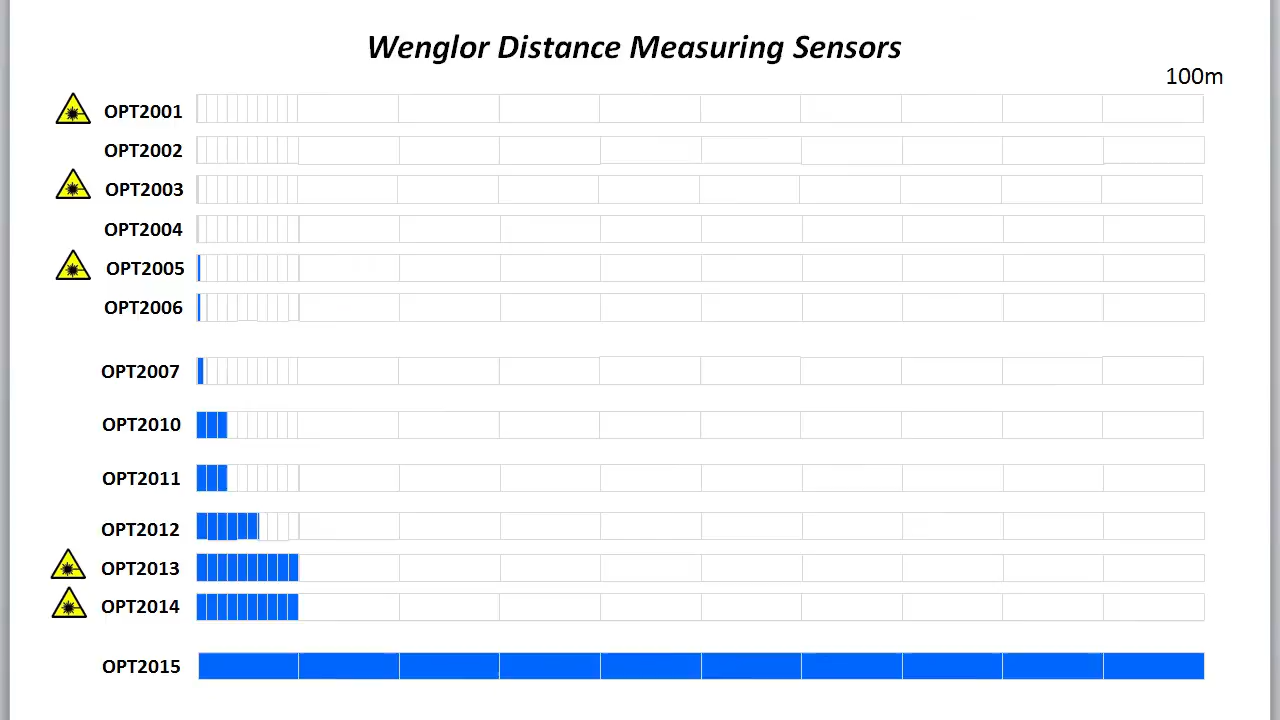 Wenglor Distance Measuring Sensors
100m
OPT2001
OPT2002
OPT2003
OPT2004
OPT2005
OPT2006
OPT2007
OPT2010
OPT2011
OPT2012
OPT2013
OPT2014
OPT2015